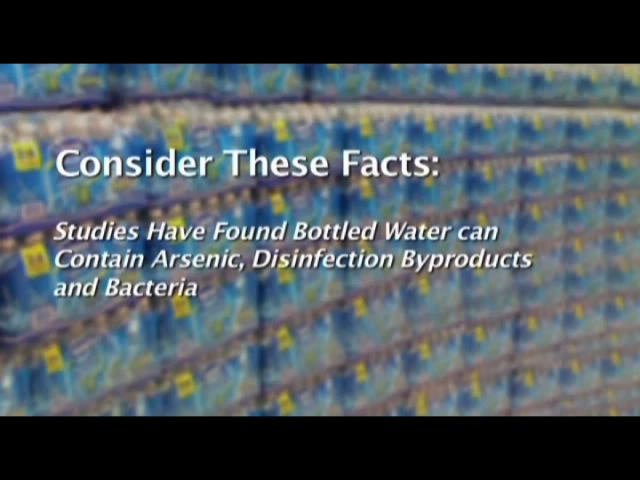 Consider These Facts:
Studies Have Found Bottled Water can
Contain Arsenic, Disinfection Byproducts
and Bacteria